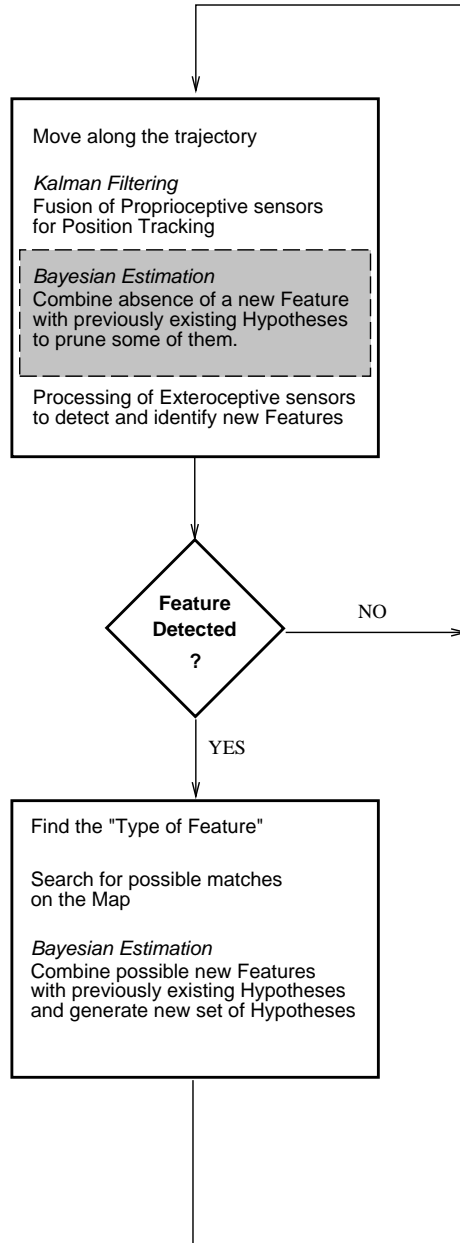 Move along the trajectory
Kalman Filtering
Fusion of Proprioceptive sensors
for Position Tracking
Bayesian Estimation
Combine absence of a new Feature
with previously existing Hypotheses
to prune some of them.
Processing of Exteroceptive sensors
to detect and identify new Features
Feature
Detected
?
NO
YES
Find the "Type of Feature"
Search for possible matches
on the Map
Bayesian Estimation
Combine possible new Features
with previously existing Hypotheses
and generate new set of Hypotheses